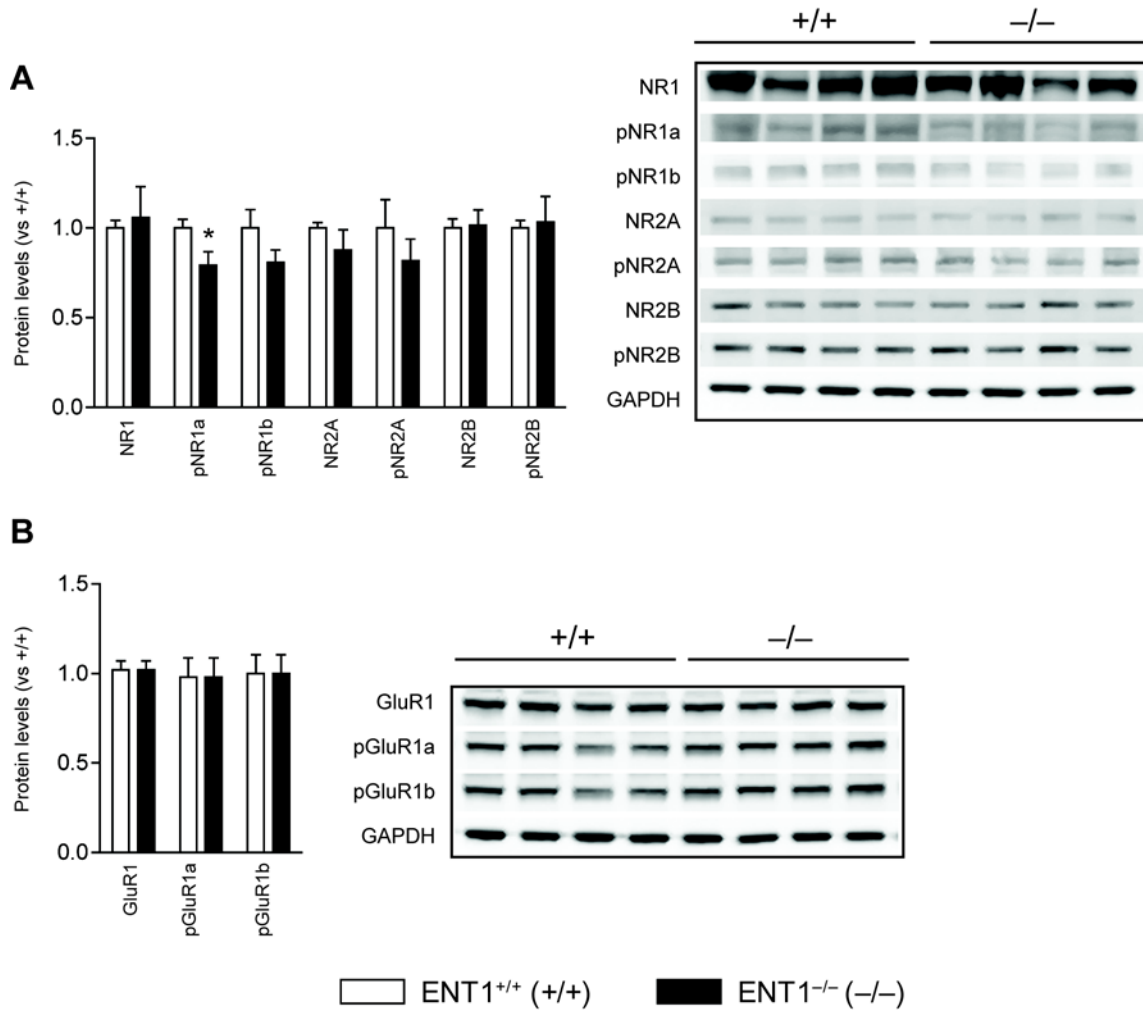 A
Protein levels (vs +/+)
1.5
1.0
0.5
0.0
*
NR1
pNR1a
pNR1b
NR2A
pNR2A
NR2B
pNR2B
+/+ –/–
NR1
pNR1a
pNR1b
NR2A
pNR2A
NR2B
pNR2B
GAPDH
B
Protein levels (vs +/+)
1.5
1.0
0.5
0.0
GluR1
pGluR1a
pGluR1b
+/+ –/–
GluR1
pGluR1a
pGluR1b
GAPDH
ENT1+/+ (+/+) ENT1–/– (–/–)